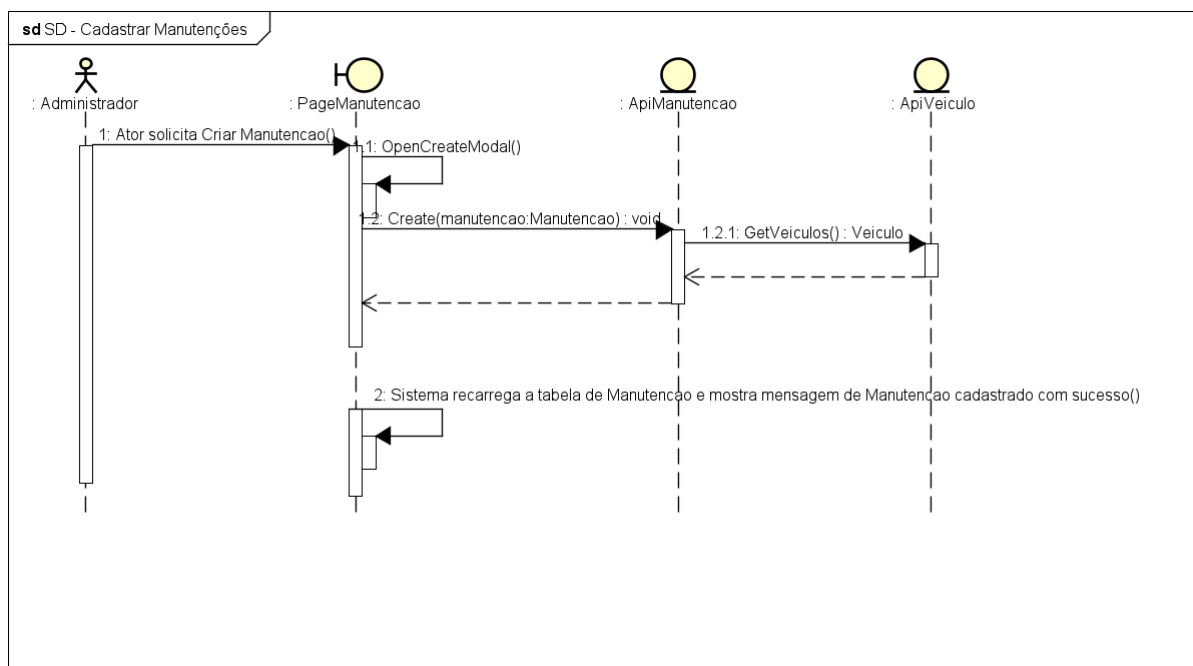 sd SD - Cadastrar Manutenções
: Administrador
: PageManutencao
: ApiManutencao
: ApiVeiculo
1: Ator solicita Criar Manutencao()
1.1: OpenCreateModal()
1.2: Create(manutencao:Manutencao) : void
1.2.1: GetVeiculos() : Veiculo
2: Sistema recarrega a tabela de Manutencao e mostra mensagem de Manutencao cadastrado com sucesso()